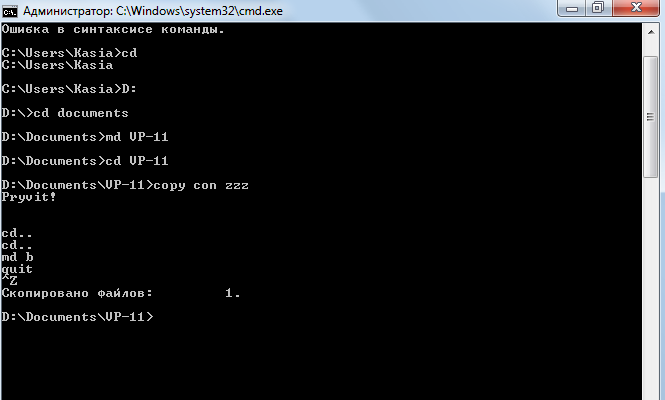 Администратор: C:\Windows\system32\cmd.exe
Ошибка в синтаксисе команды.
C:\Users\Kasia>cd
C:\Users\Kasia
C:\Users\Kasia>D:
D:\>cd documents
D:\Documents>md VP-11
D:\Documents>cd VP-11
D:\Documents\VP-11>copy con zzz
Pryvit!
cd..
cd..
md b
quit
^Z
Скопировано файлов: 1.
D:\Documents\VP-11>